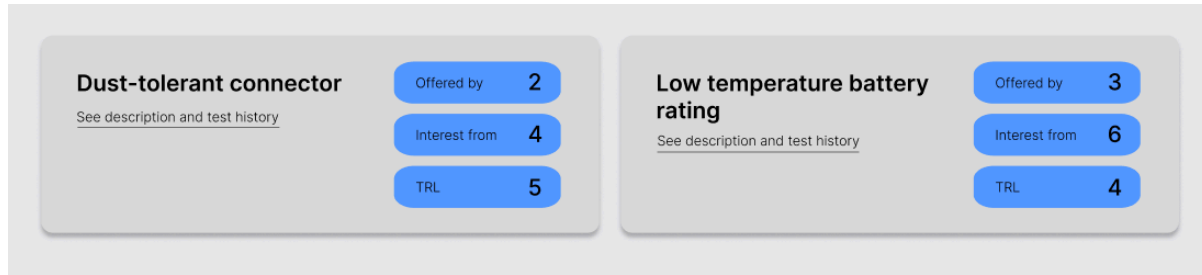 Dust-tolerant connector
See description and test history
Offered by 2
Interest from 4
TRL 5
Low temperature battery
rating
See description and test history
Offered by 3
Interest from 6
TRL 4